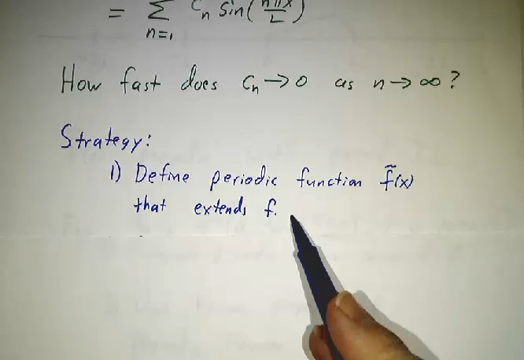 = ∑ n=1 cₙ sin(nπx/L)
How fast does cₙ → 0 as n → ∞?
Strategy:
1) Define periodic function f̃(x)
that extends f.